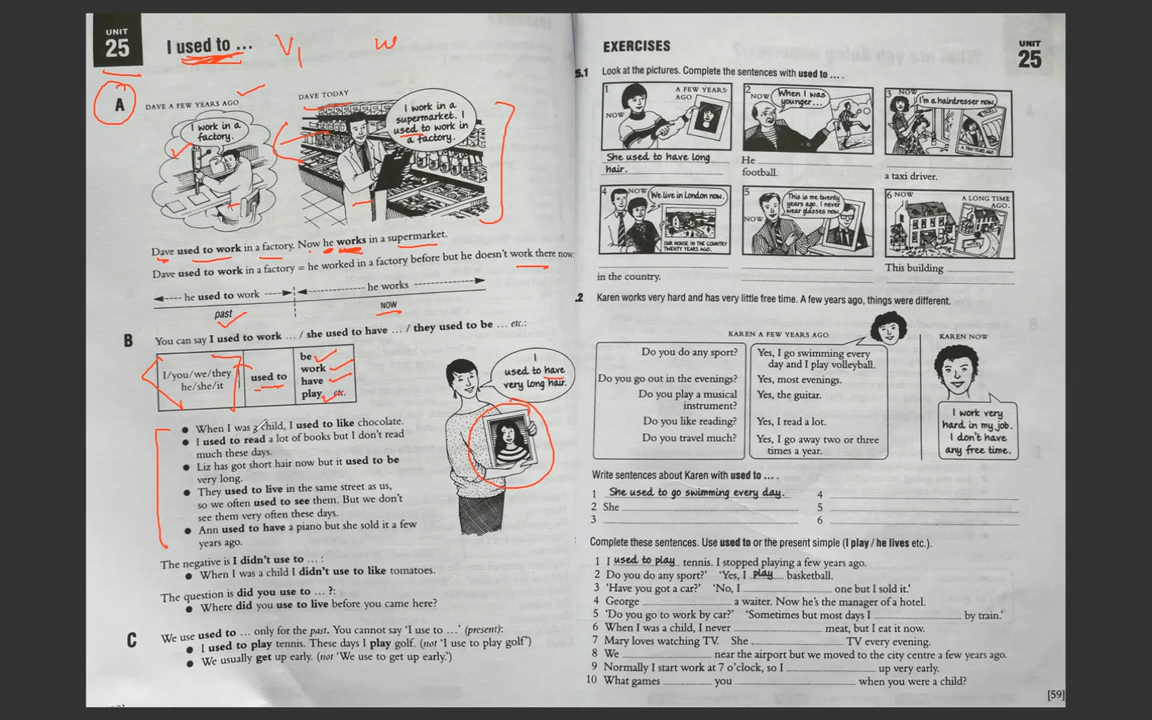 UNIT
25
I used to ...
V1
w
A
DAVE A FEW YEARS AGO
DAVE TODAY
I work in a
factory.
I work in a
supermarket. I
used to work in
a factory.
Dave used to work in a factory. Now he works in a supermarket.
Dave used to work in a factory = he worked in a factory before but he doesn't work there now:
he used to work
he works
past
NOW
B
You can say I used to work ... / she used to have ... / they used to be ... etc.:
I/you/we/they
he/she/it
used to
be
work
have
play etc.
I
used to have
very long hair.
• When I was a child, I used to like chocolate.
• I used to read a lot of books but I don't read
much these days.
• Liz has got short hair now but it used to be
very long.
• They used to live in the same street as us,
so we often used to see them. But we don't
see them very often these days.
• Ann used to have a piano but she sold it a few
years ago.
The negative is I didn't use to ... :
• When I was a child I didn't use to like tomatoes.
The question is did you use to ... ?:
• Where did you use to live before you came here?
C
We use used to ... only for the past. You cannot say 'I use to ...' (present):
• I used to play tennis. These days I play golf. (not 'I use to play golf')
• We usually get up early. (not 'We use to get up early.')
EXERCISES
UNIT
25
5.1 Look at the pictures. Complete the sentences with used to ... .
1
A FEW YEARS
AGO
NOW
She used to have long
hair.
2
NOW
When I was
younger...
He
football.
3 NOW
I'm a hairdresser now.
a taxi driver.
4
NOW
We live in London now.
OUR HOUSE IN THE COUNTRY
TWENTY YEARS AGO.
in the country.
5
NOW
This is me twenty
years ago. I never
wear glasses now.
6 NOW
A LONG TIME
AGO.
This building
.2 Karen works very hard and has very little free time. A few years ago, things were different.
KAREN A FEW YEARS AGO
KAREN NOW
Do you do any sport? Yes, I go swimming every
day and I play volleyball.
Do you go out in the evenings? Yes, most evenings.
Do you play a musical
instrument? Yes, the guitar.
Do you like reading? Yes, I read a lot.
Do you travel much? Yes, I go away two or three
times a year.
I work very
hard in my job.
I don't have
any free time.
Write sentences about Karen with used to ... .
1 She used to go swimming every day.
2 She
3
4
5
6
Complete these sentences. Use used to or the present simple (I play / he lives etc.).
1 I used to play tennis. I stopped playing a few years ago.
2 'Do you do any sport?' 'Yes, I play basketball.'
3 'Have you got a car?' 'No, I one but I sold it.'
4 George a waiter. Now he's the manager of a hotel.
5 'Do you go to work by car?' 'Sometimes but most days I by train.'
6 When I was a child, I never meat, but I eat it now.
7 Mary loves watching TV. She TV every evening.
8 We near the airport but we moved to the city centre a few years ago.
9 Normally I start work at 7 o'clock, so I up very early.
10 What games you when you were a child?
[59]